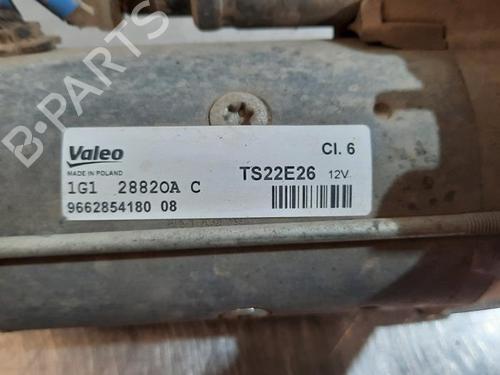 B-PARTS
Valeo
MADE IN POLAND
Cl. 6
TS22E26 12V
1G1 28820A C
9662854180 08